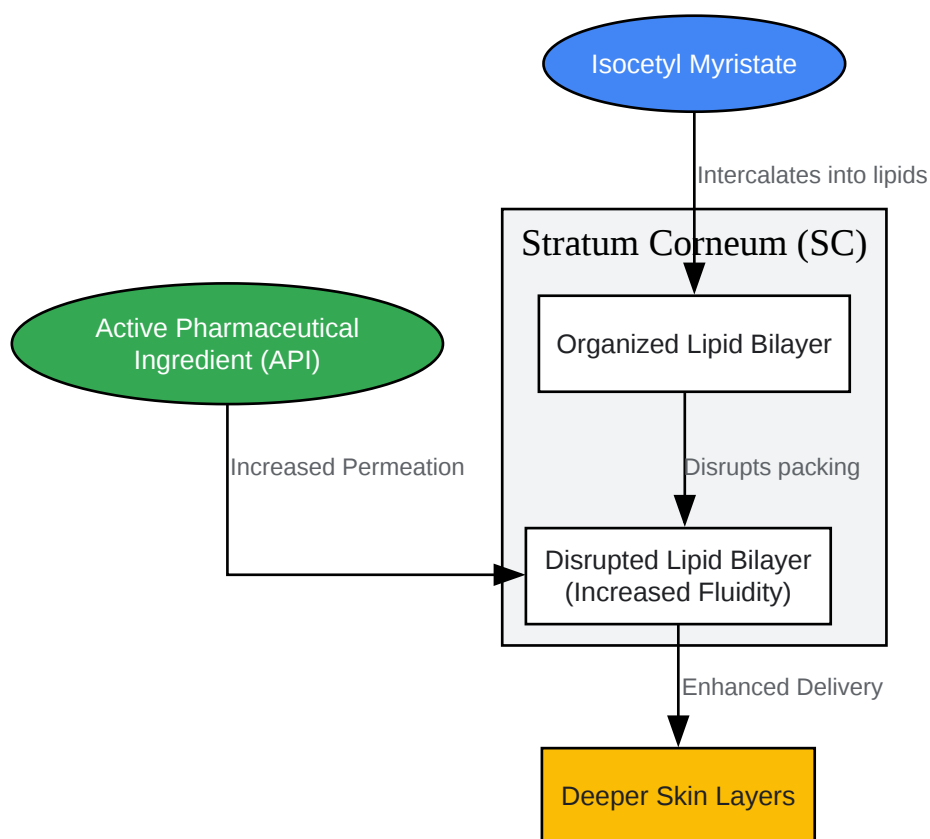 Isocetyl Myristate
Intercalates into lipids
Stratum Corneum (SC)
Organized Lipid Bilayer
Active Pharmaceutical
Ingredient (API)
Increased Permeation
Disrupts packing
Disrupted Lipid Bilayer
(Increased Fluidity)
Enhanced Delivery
Deeper Skin Layers